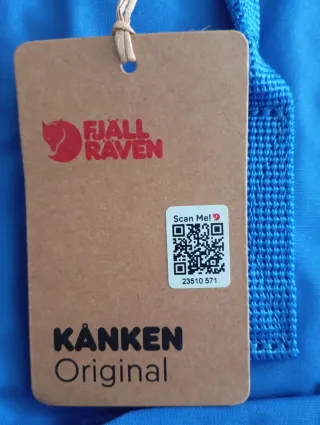 FJÄLL
RÄVEN
Scan Me!
23510 571
KÅNKEN
Original